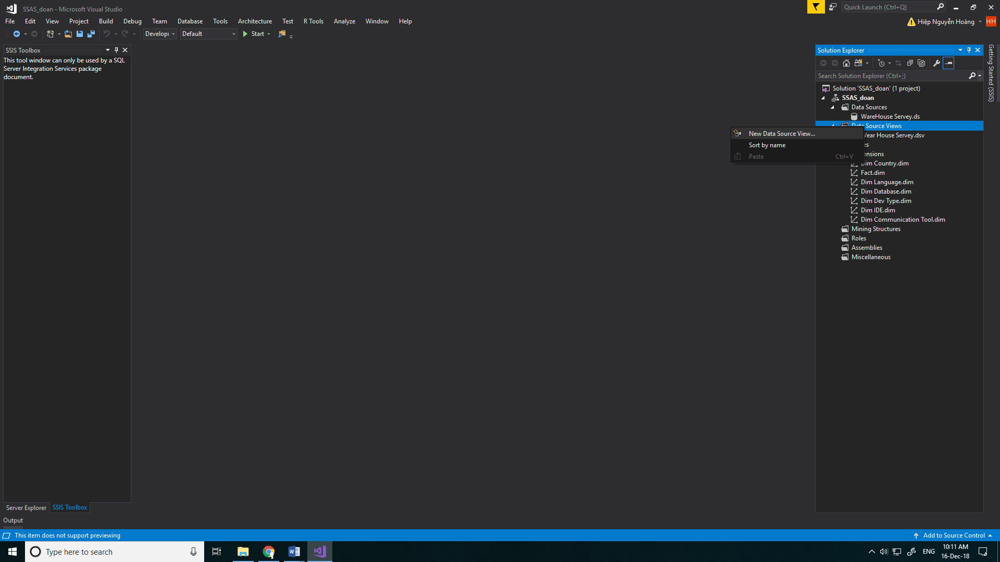 SSAS_doan - Microsoft Visual Studio
Quick Launch (Ctrl+Q)
File Edit View Project Build Debug Team Database Tools Architecture Test R Tools Analyze Window Help
Hiệp Nguyễn Hoàng HH
Default Start
SSIS Toolbox
This tool window can only be used by a SQL
Server Integration Services package
document.
Solution Explorer
Search Solution Explorer (Ctrl+;)
Solution 'SSAS_doan' (1 project)
SSAS_doan
Data Sources
WareHouse Servey.ds
Data Source Views
New Data Source View...
Sort by name
Paste Ctrl+V
ear House Servey.dsv
es
ensions
Dim Country.dim
Fact.dim
Dim Language.dim
Dim Database.dim
Dim Dev Type.dim
Dim IDE.dim
Dim Communication Tool.dim
Mining Structures
Roles
Assemblies
Miscellaneous
Getting Started (SSIS)
Server Explorer SSIS Toolbox
Output
This item does not support previewing
Add to Source Control
Type here to search
ENG
10:11 AM
16-Dec-18